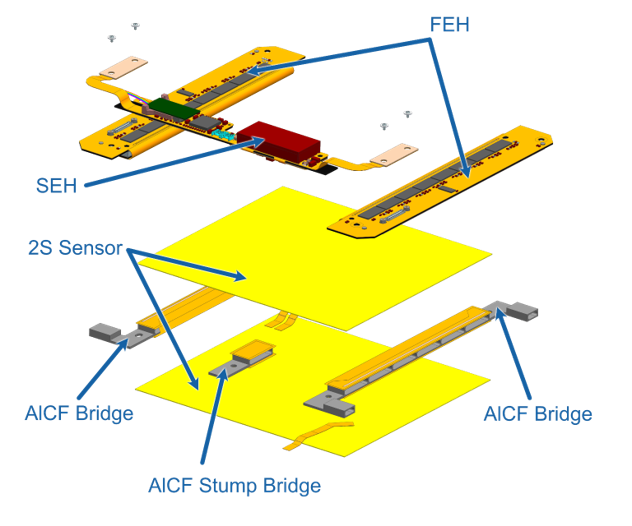 FEH
SEH
2S Sensor
AlCF Bridge
AlCF Bridge
AlCF Stump Bridge